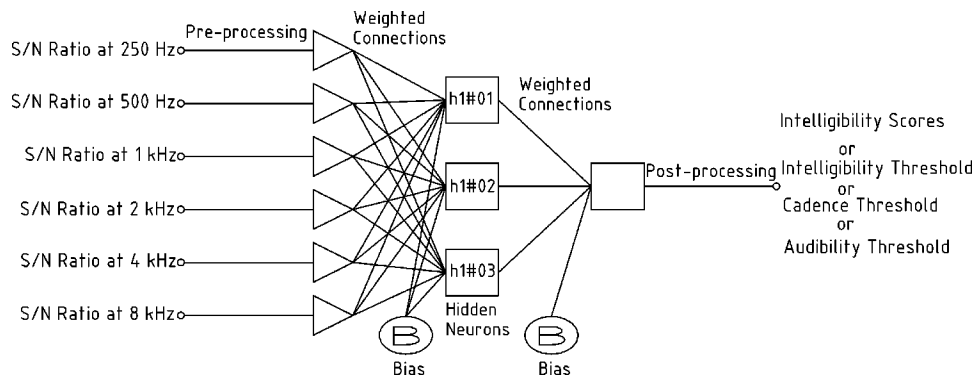 Pre-processing
Weighted
Connections
S/N Ratio at 250 Hz
S/N Ratio at 500 Hz
S/N Ratio at 1 kHz
S/N Ratio at 2 kHz
S/N Ratio at 4 kHz
S/N Ratio at 8 kHz
h1#01
h1#02
h1#03
Hidden
Neurons
B
Bias
Weighted
Connections
B
Bias
Post-processing
Intelligibility Scores
or
Intelligibility Threshold
or
Cadence Threshold
or
Audibility Threshold